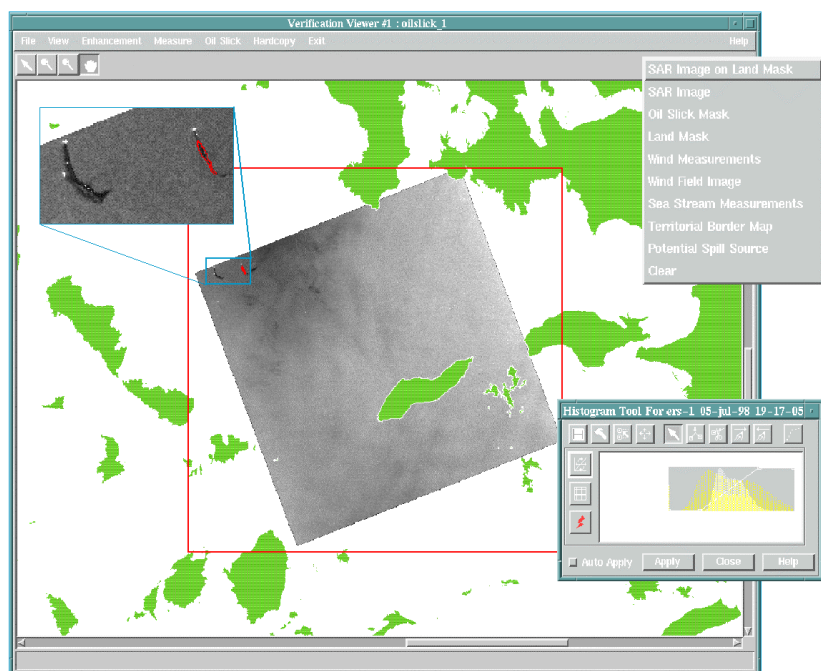 Verification Viewer #1 : oilslick_1
File View Enhancement Measure Oil Slick Hardcopy Exit Help
SAR Image on Land Mask
SAR Image
Oil Slick Mask
Land Mask
Wind Measurements
Wind Field Image
Sea Stream Measurements
Territorial Border Map
Potential Spill Source
Clear
Histogram Tool For ers-1 05-jul-98 19-17-05
Auto Apply Apply Close Help